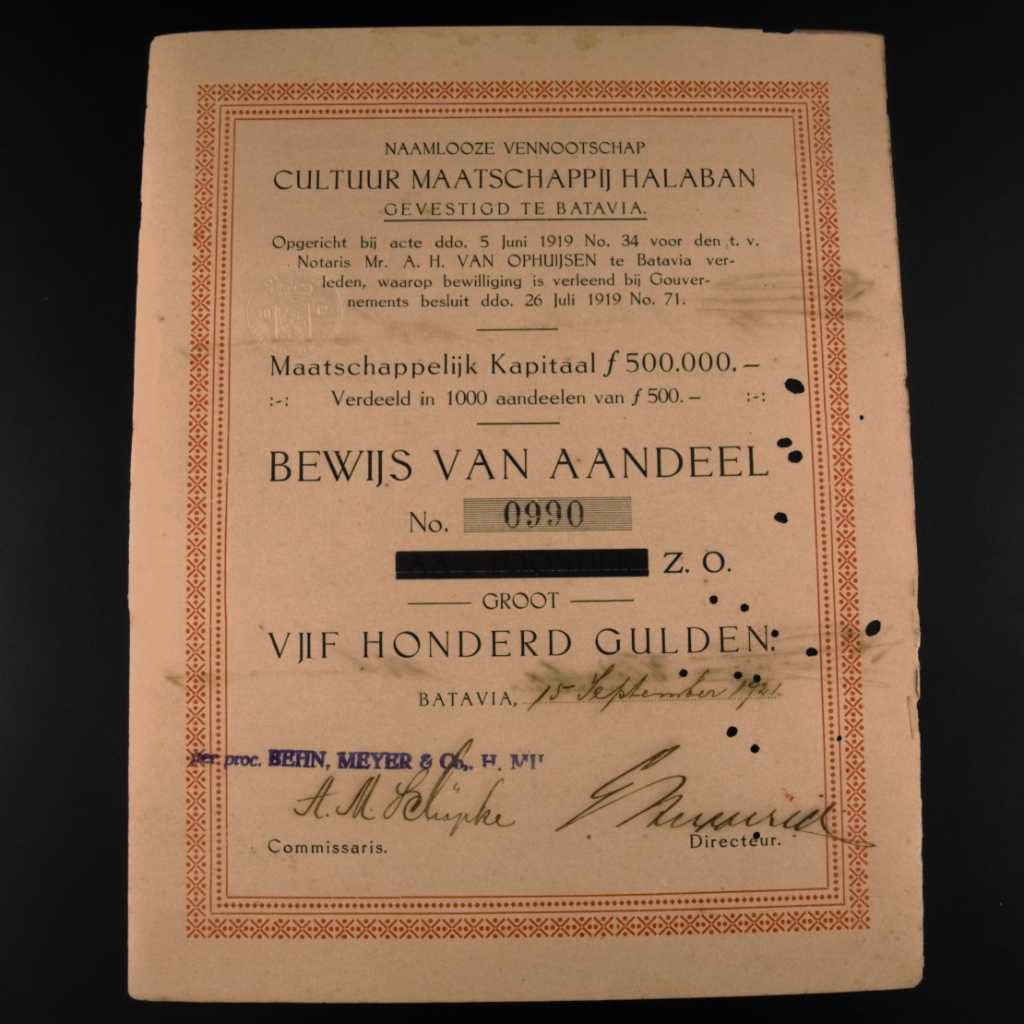 NAAMLOOZE VENNOOTSCHAP
CULTUUR MAATSCHAPPIJ HALABAN
GEVESTIGD TE BATAVIA.
Opgericht bij acte ddo. 5 Juni 1919 No. 34 voor den t. v.
Notaris Mr. A. H. VAN OPHUIJSEN te Batavia ver-
leden, waarop bewilliging is verleend bij Gouver-
nements besluit ddo. 26 Juli 1919 No. 71.
Maatschappelijk Kapitaal f 500.000.—
:-: Verdeeld in 1000 aandeelen van f 500.— :-:
BEWIJS VAN AANDEEL
No. 0990
Z. O.
GROOT
VJIF HONDERD GULDEN.
BATAVIA, 15 September 1921.
Per proc. BEHN, MEYER & Co., H. MIJ
A. M. Schöpke
Commissaris.
Directeur.